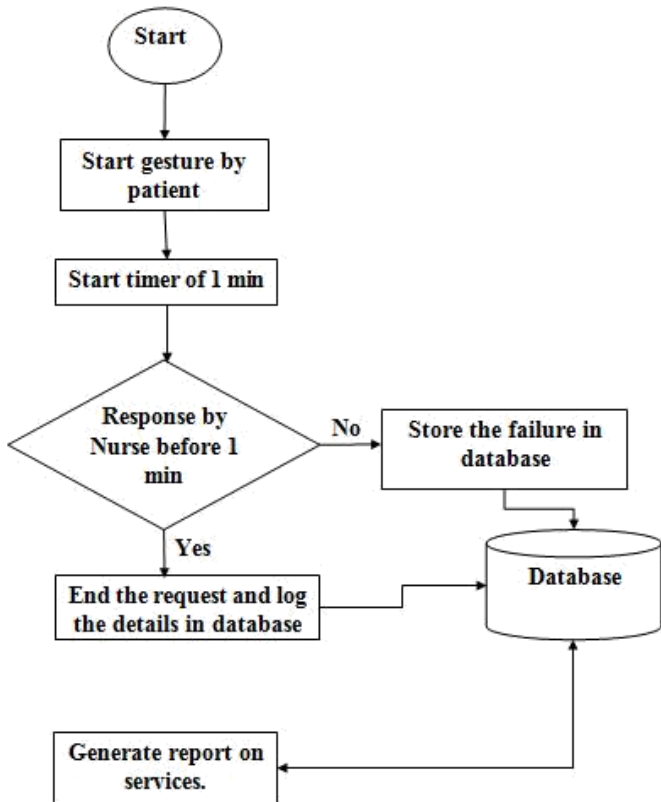 Start
Start gesture by
patient
Start timer of 1 min
Response by
Nurse before 1
min
No
Store the failure in
database
Yes
End the request and log
the details in database
Database
Generate report on
services.